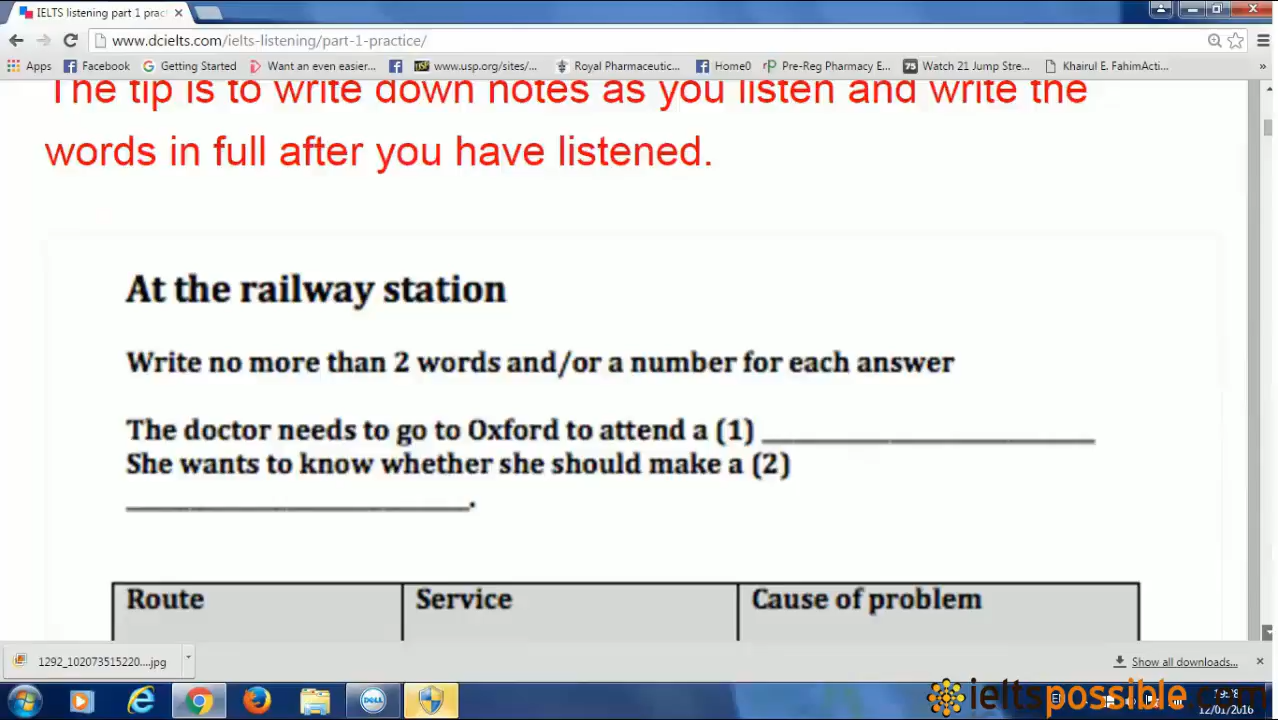 IELTS listening part 1 prac
www.dcielts.com/ielts-listening/part-1-practice/
Apps Facebook Getting Started Want an even easier... www.usp.org/sites/... Royal Pharmaceutic... Home0 Pre-Reg Pharmacy E... Watch 21 Jump Stre... Khairul E. FahimActi... »
The tip is to write down notes as you listen and write the
words in full after you have listened.
At the railway station
Write no more than 2 words and/or a number for each answer
The doctor needs to go to Oxford to attend a (1) ____________________
She wants to know whether she should make a (2)
____________________.
Route Service Cause of problem
1292_102073515220....jpg Show all downloads...
DELL
ieltspossible.com
12/01/2016